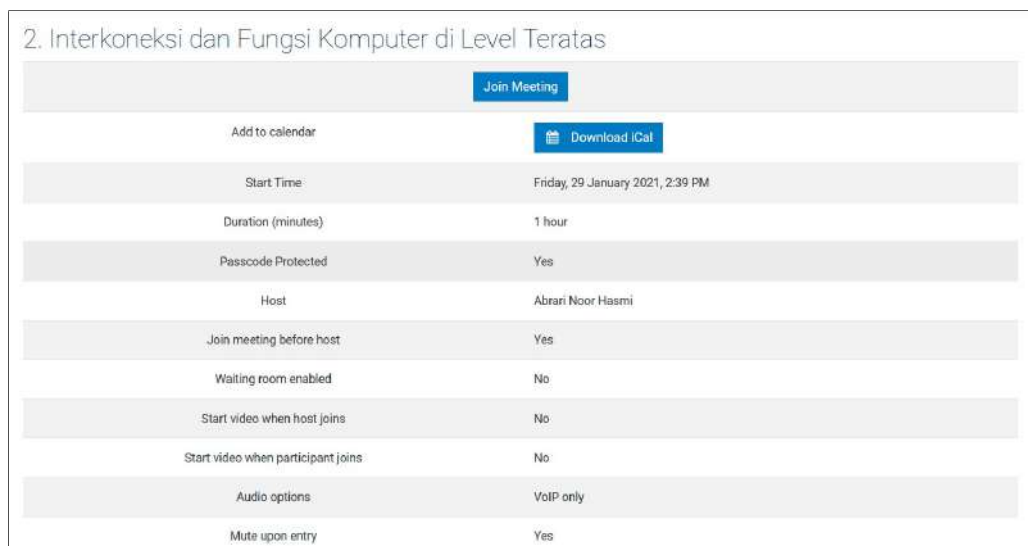 2. Interkoneksi dan Fungsi Komputer di Level Teratas
Join Meeting
Add to calendar Download iCal
Start Time Friday, 29 January 2021, 2:39 PM
Duration (minutes) 1 hour
Passcode Protected Yes
Host Abrari Noor Hasmi
Join meeting before host Yes
Waiting room enabled No
Start video when host joins No
Start video when participant joins No
Audio options VoIP only
Mute upon entry Yes